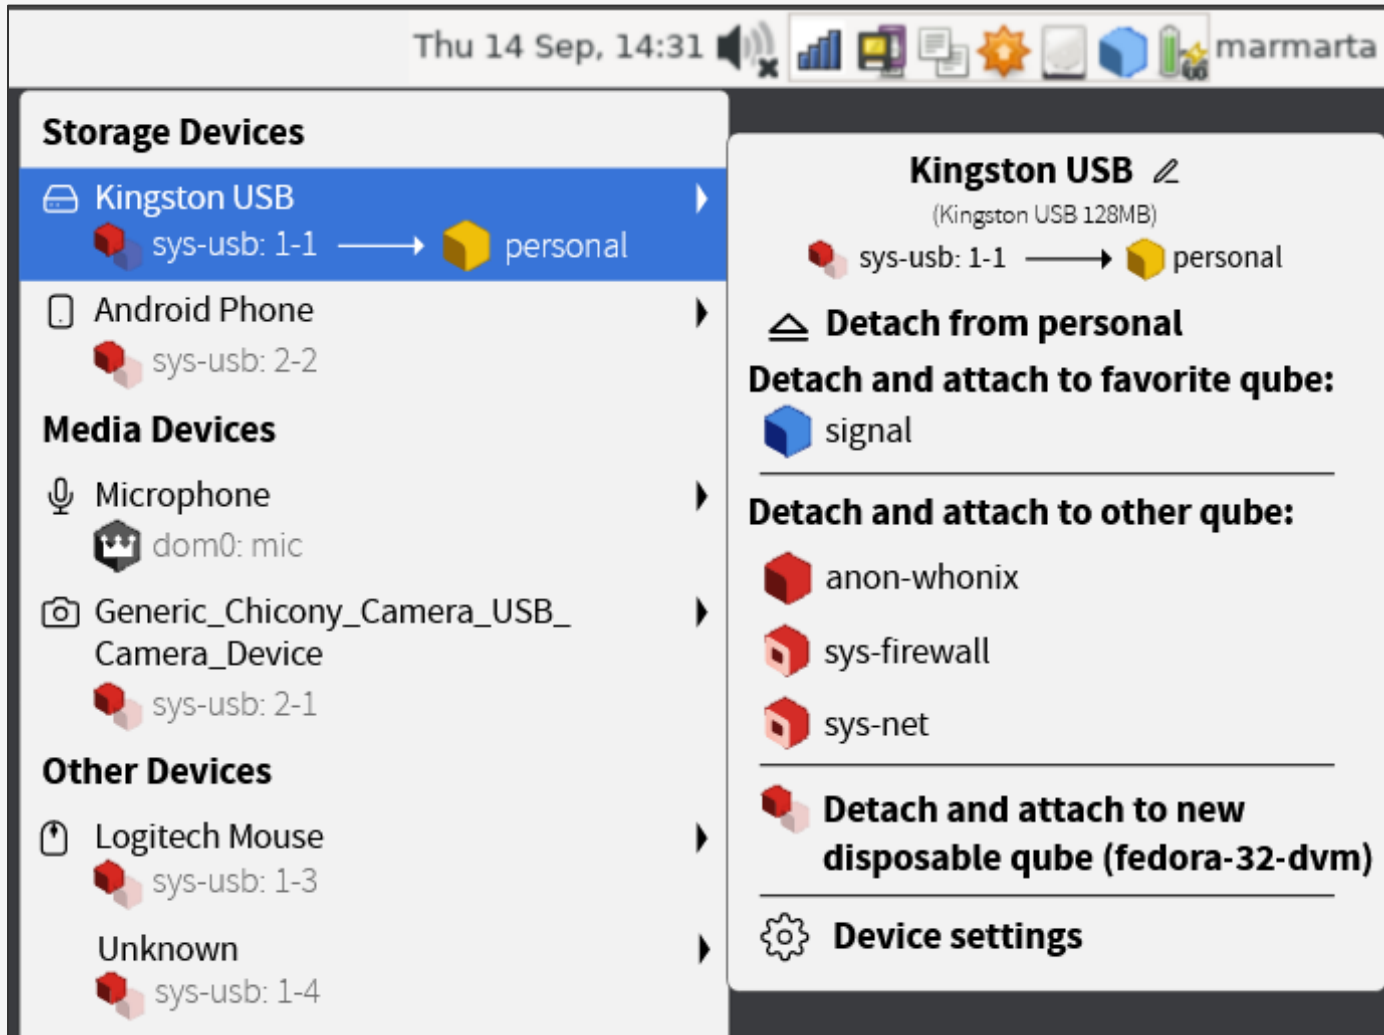 Thu 14 Sep, 14:31 marmarta
Storage Devices
Kingston USB
sys-usb: 1-1 personal
Android Phone
sys-usb: 2-2
Media Devices
Microphone
dom0: mic
Generic_Chicony_Camera_USB_
Camera_Device
sys-usb: 2-1
Other Devices
Logitech Mouse
sys-usb: 1-3
Unknown
sys-usb: 1-4
Kingston USB
(Kingston USB 128MB)
sys-usb: 1-1 personal
Detach from personal
Detach and attach to favorite qube:
signal
Detach and attach to other qube:
anon-whonix
sys-firewall
sys-net
Detach and attach to new
disposable qube (fedora-32-dvm)
Device settings